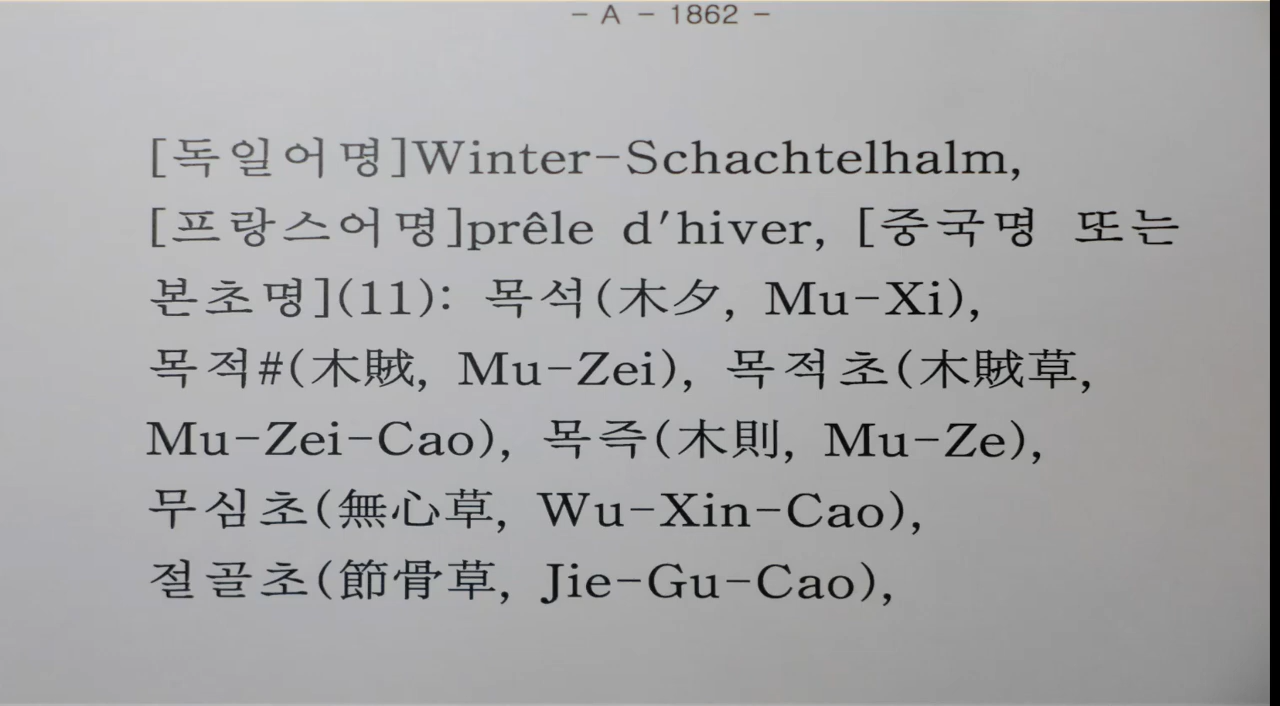 - A - 1862 -
[독일어명]Winter-Schachtelhalm,
[프랑스어명]prêle d'hiver, [중국명 또는
본초명](11): 목석(木夕, Mu-Xi),
목적#(木賊, Mu-Zei), 목적초(木賊草,
Mu-Zei-Cao), 목즉(木則, Mu-Ze),
무심초(無心草, Wu-Xin-Cao),
절골초(節骨草, Jie-Gu-Cao),